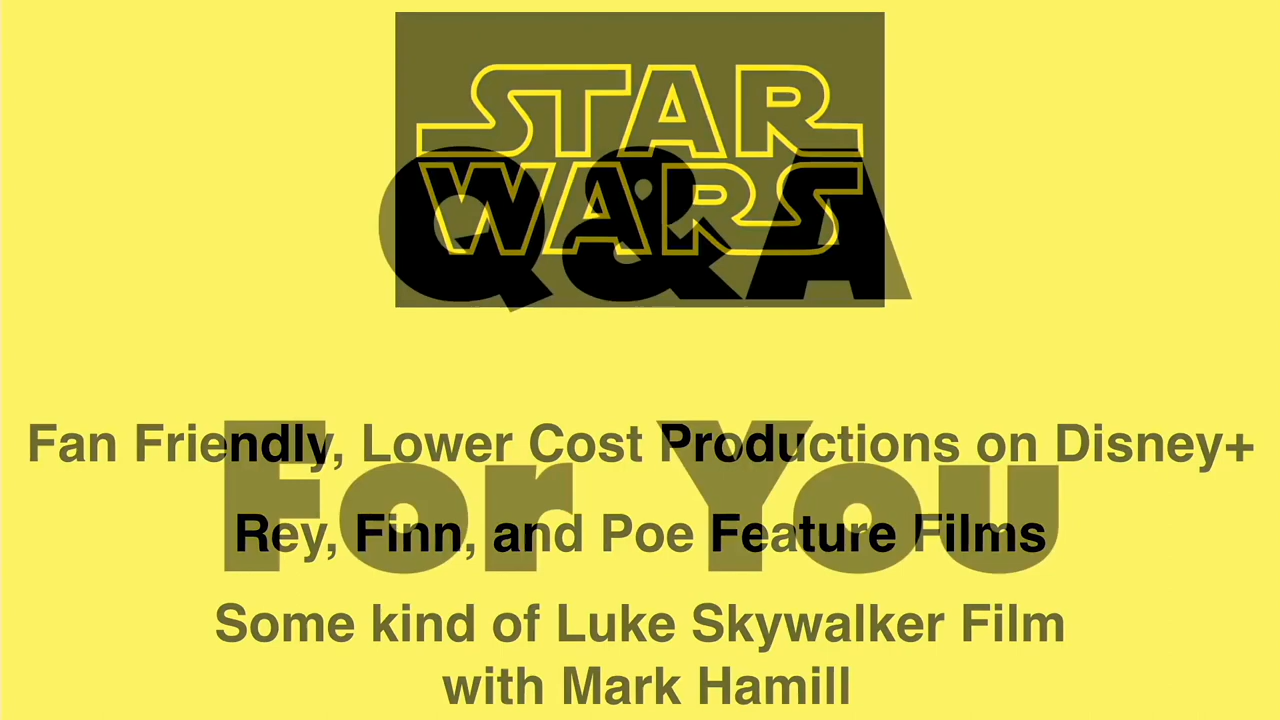 STAR
WARS
Q&A
Fan Friendly, Lower Cost Productions on Disney+
For You
Rey, Finn, and Poe Feature Films
Some kind of Luke Skywalker Film
with Mark Hamill